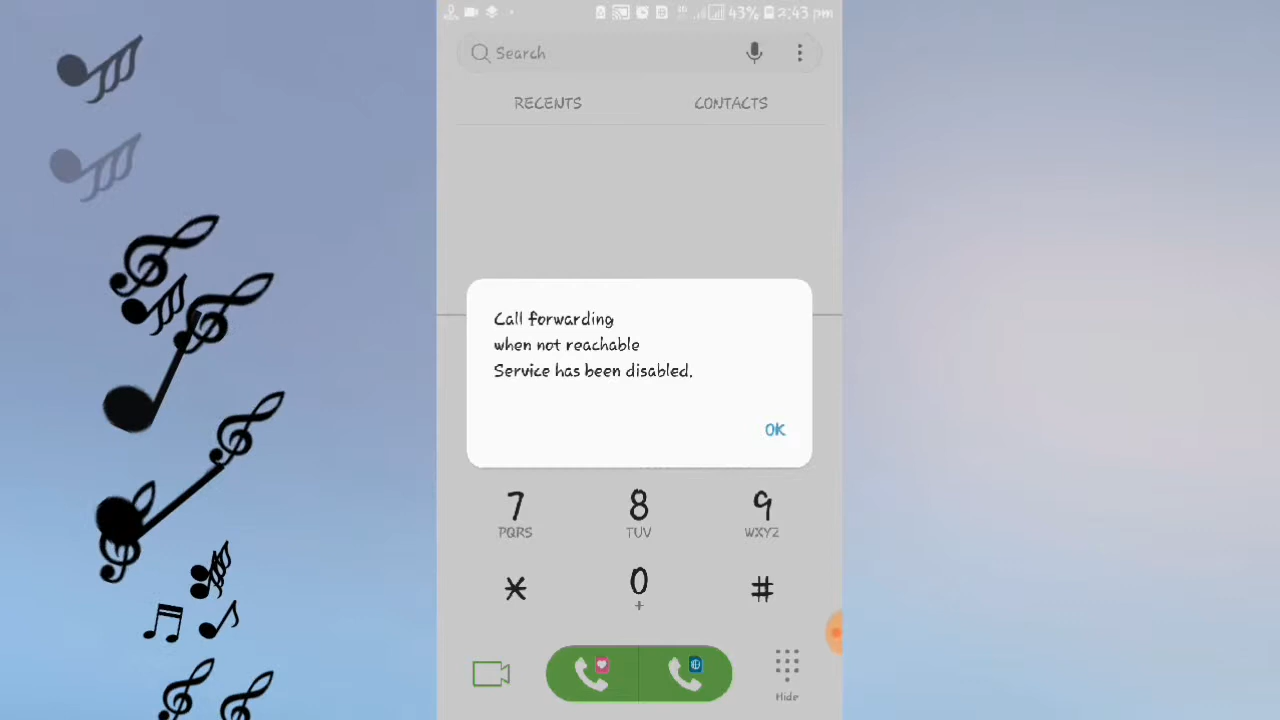 43% 2:43 pm
Search
RECENTS CONTACTS
Call forwarding
when not reachable
Service has been disabled.
OK
7 8 9
PQRS TUV WXYZ
* 0 #
+
Hide